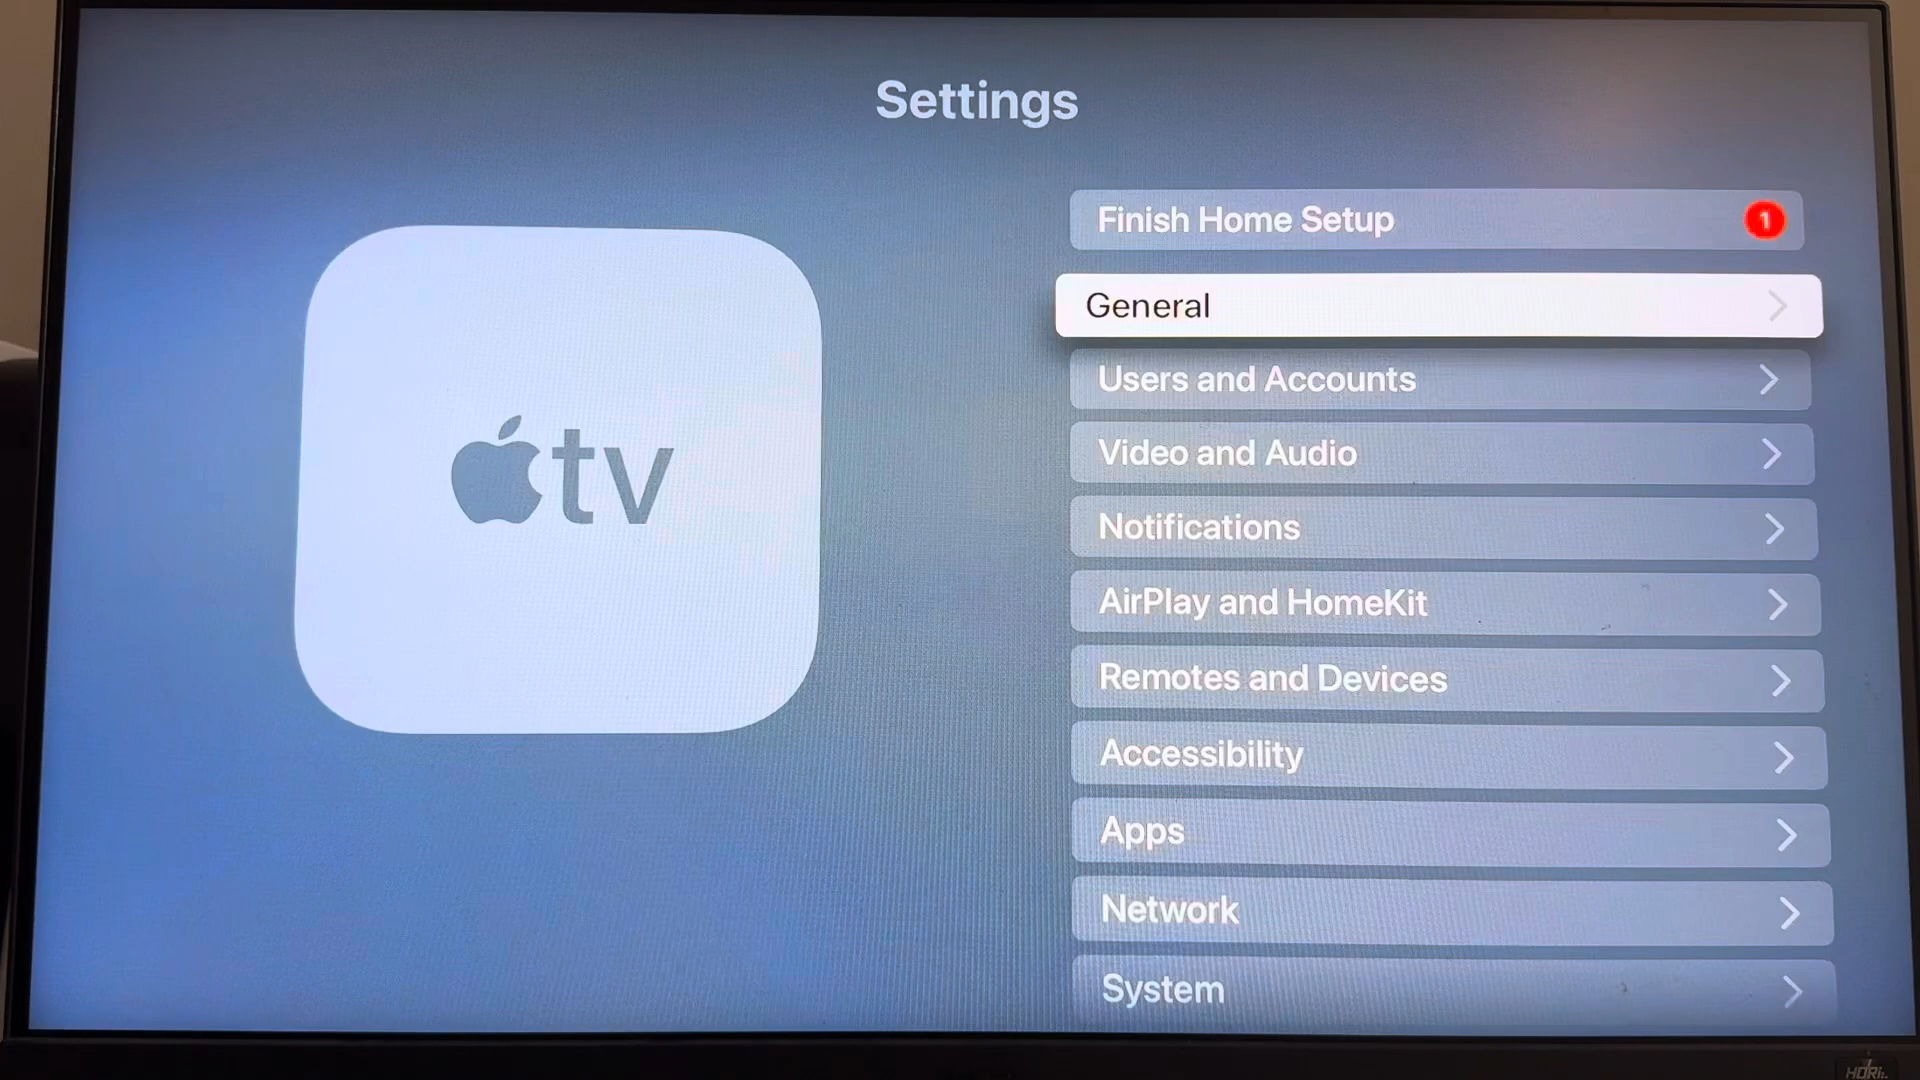 Settings
tv
Finish Home Setup
1
General
Users and Accounts
Video and Audio
Notifications
AirPlay and HomeKit
Remotes and Devices
Accessibility
Apps
Network
System